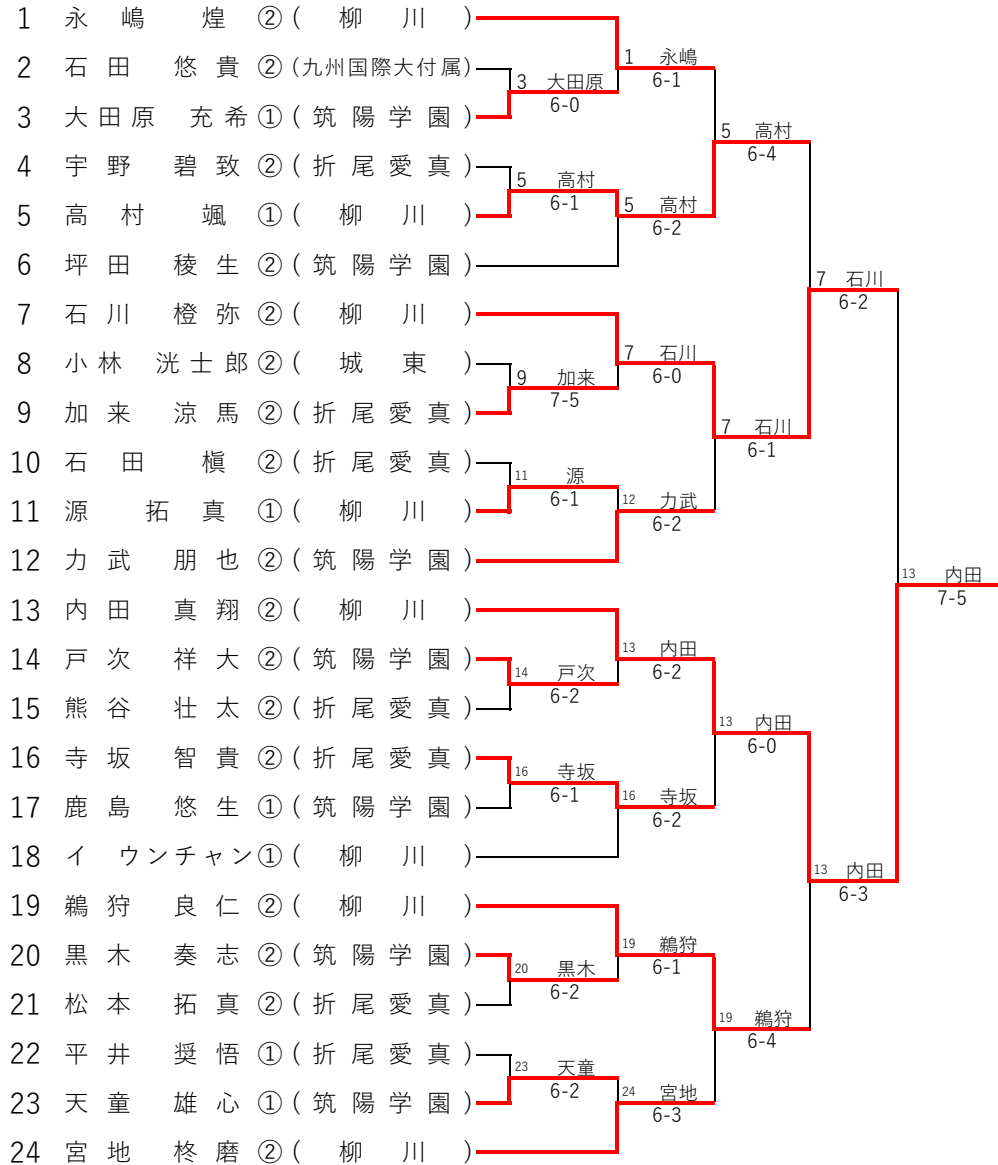 1 永嶋 煌 ② ( 柳川 )
2 石田 悠貴 ② (九州国際大付属)
3 大田原 充希 ① ( 筑陽学園 )
4 宇野 碧致 ② ( 折尾愛真 )
5 高村 颯 ① ( 柳川 )
6 坪田 稜生 ② ( 筑陽学園 )
7 石川 橙弥 ② ( 柳川 )
8 小林 洸士郎 ② ( 城東 )
9 加来 涼馬 ② ( 折尾愛真 )
10 石田 槇 ② ( 折尾愛真 )
11 源 拓真 ① ( 柳川 )
12 力武 朋也 ② ( 筑陽学園 )
13 内田 真翔 ② ( 柳川 )
14 戸次 祥大 ② ( 筑陽学園 )
15 熊谷 壮太 ② ( 折尾愛真 )
16 寺坂 智貴 ② ( 折尾愛真 )
17 鹿島 悠生 ① ( 筑陽学園 )
18 イ ウンチャン ① ( 柳川 )
19 鵜狩 良仁 ② ( 柳川 )
20 黒木 奏志 ② ( 筑陽学園 )
21 松本 拓真 ② ( 折尾愛真 )
22 平井 奨悟 ① ( 折尾愛真 )
23 天童 雄心 ① ( 筑陽学園 )
24 宮地 柊磨 ② ( 柳川 )
3 大田原
6-0
5 高村
6-1
9 加来
7-5
11 源
6-1
14 戸次
6-2
16 寺坂
6-1
20 黒木
6-2
23 天童
6-2
1 永嶋
6-1
5 高村
6-2
7 石川
6-0
12 力武
6-2
13 内田
6-2
16 寺坂
6-2
19 鵜狩
6-1
24 宮地
6-3
5 高村
6-4
7 石川
6-1
13 内田
6-0
19 鵜狩
6-4
7 石川
6-2
13 内田
6-3
13 内田
7-5